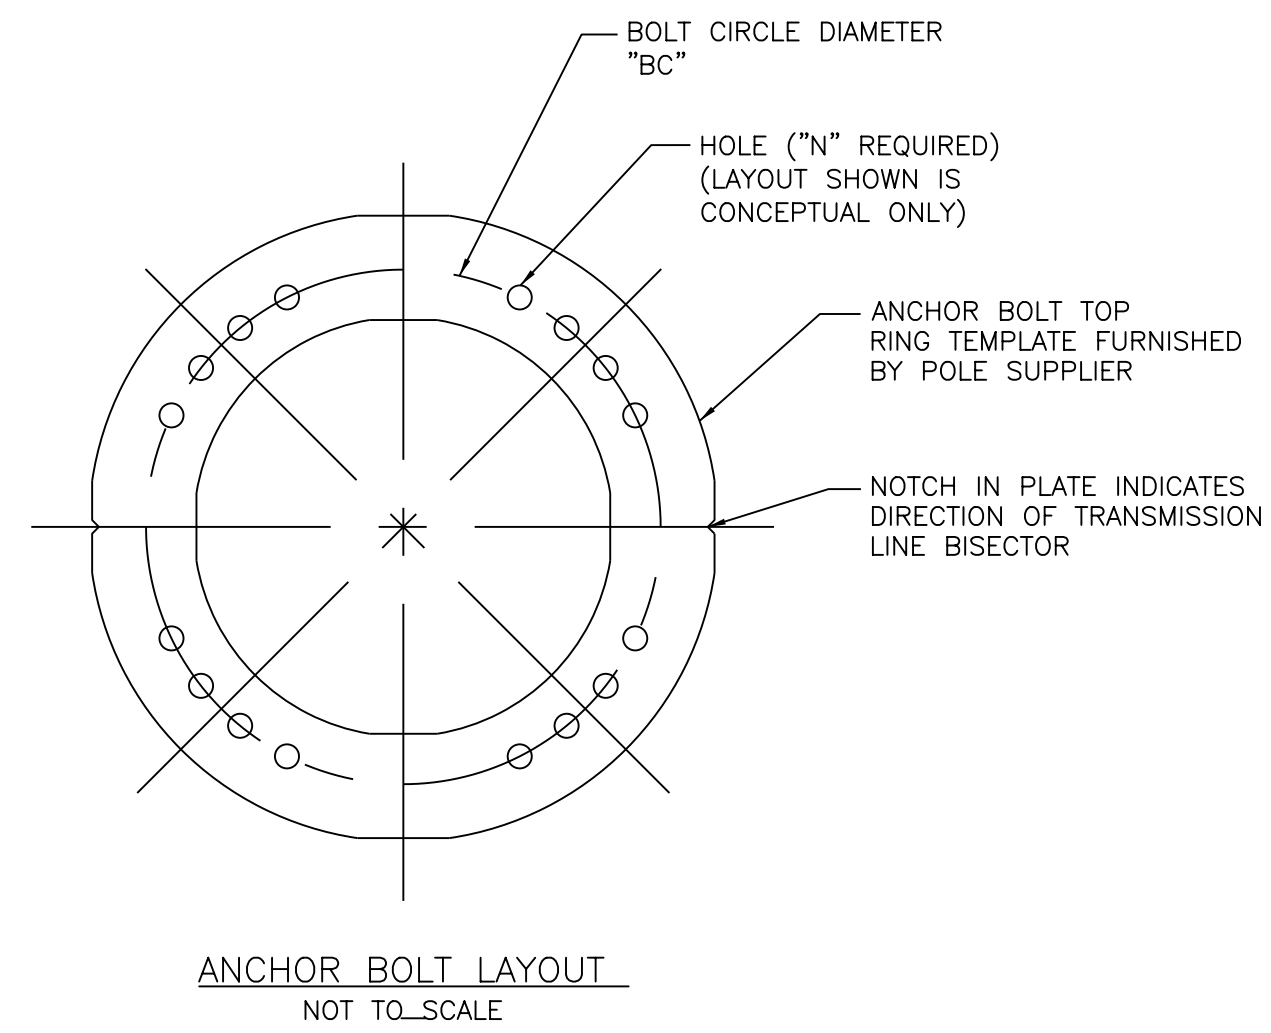 BOLT CIRCLE DIAMETER
"BC"
HOLE ("N" REQUIRED)
(LAYOUT SHOWN IS
CONCEPTUAL ONLY)
ANCHOR BOLT TOP
RING TEMPLATE FURNISHED
BY POLE SUPPLIER
NOTCH IN PLATE INDICATES
DIRECTION OF TRANSMISSION
LINE BISECTOR
ANCHOR BOLT LAYOUT
NOT TO SCALE